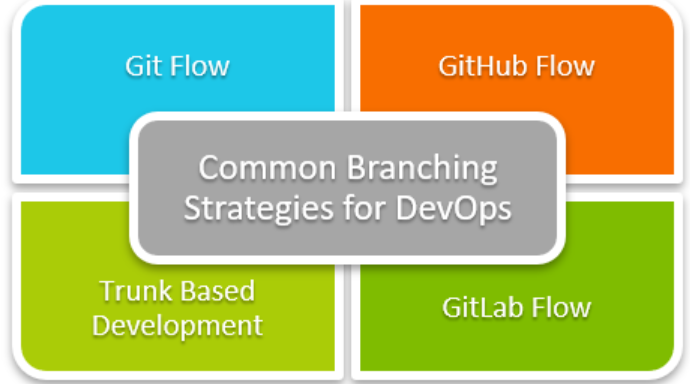 Git Flow
GitHub Flow
Common Branching
Strategies for DevOps
Trunk Based
Development
GitLab Flow